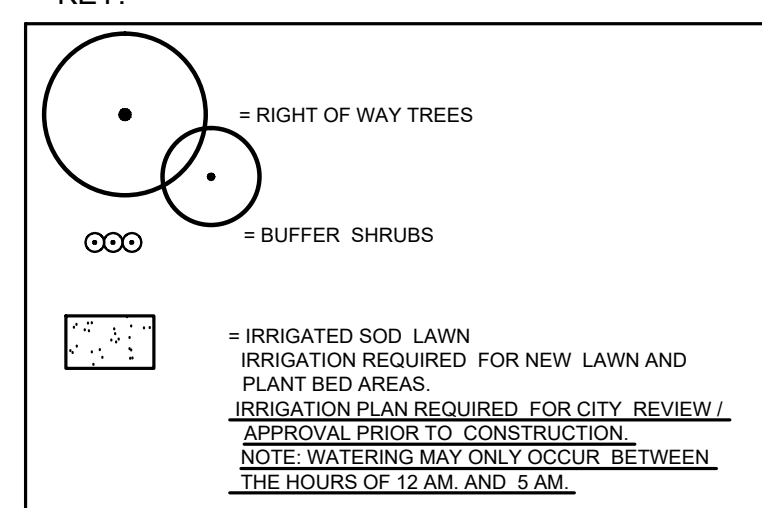 KEY:
= RIGHT OF WAY TREES
= BUFFER SHRUBS
= IRRIGATED SOD LAWN
IRRIGATION REQUIRED FOR NEW LAWN AND
PLANT BED AREAS.
IRRIGATION PLAN REQUIRED FOR CITY REVIEW /
APPROVAL PRIOR TO CONSTRUCTION.
NOTE: WATERING MAY ONLY OCCUR BETWEEN
THE HOURS OF 12 AM. AND 5 AM.